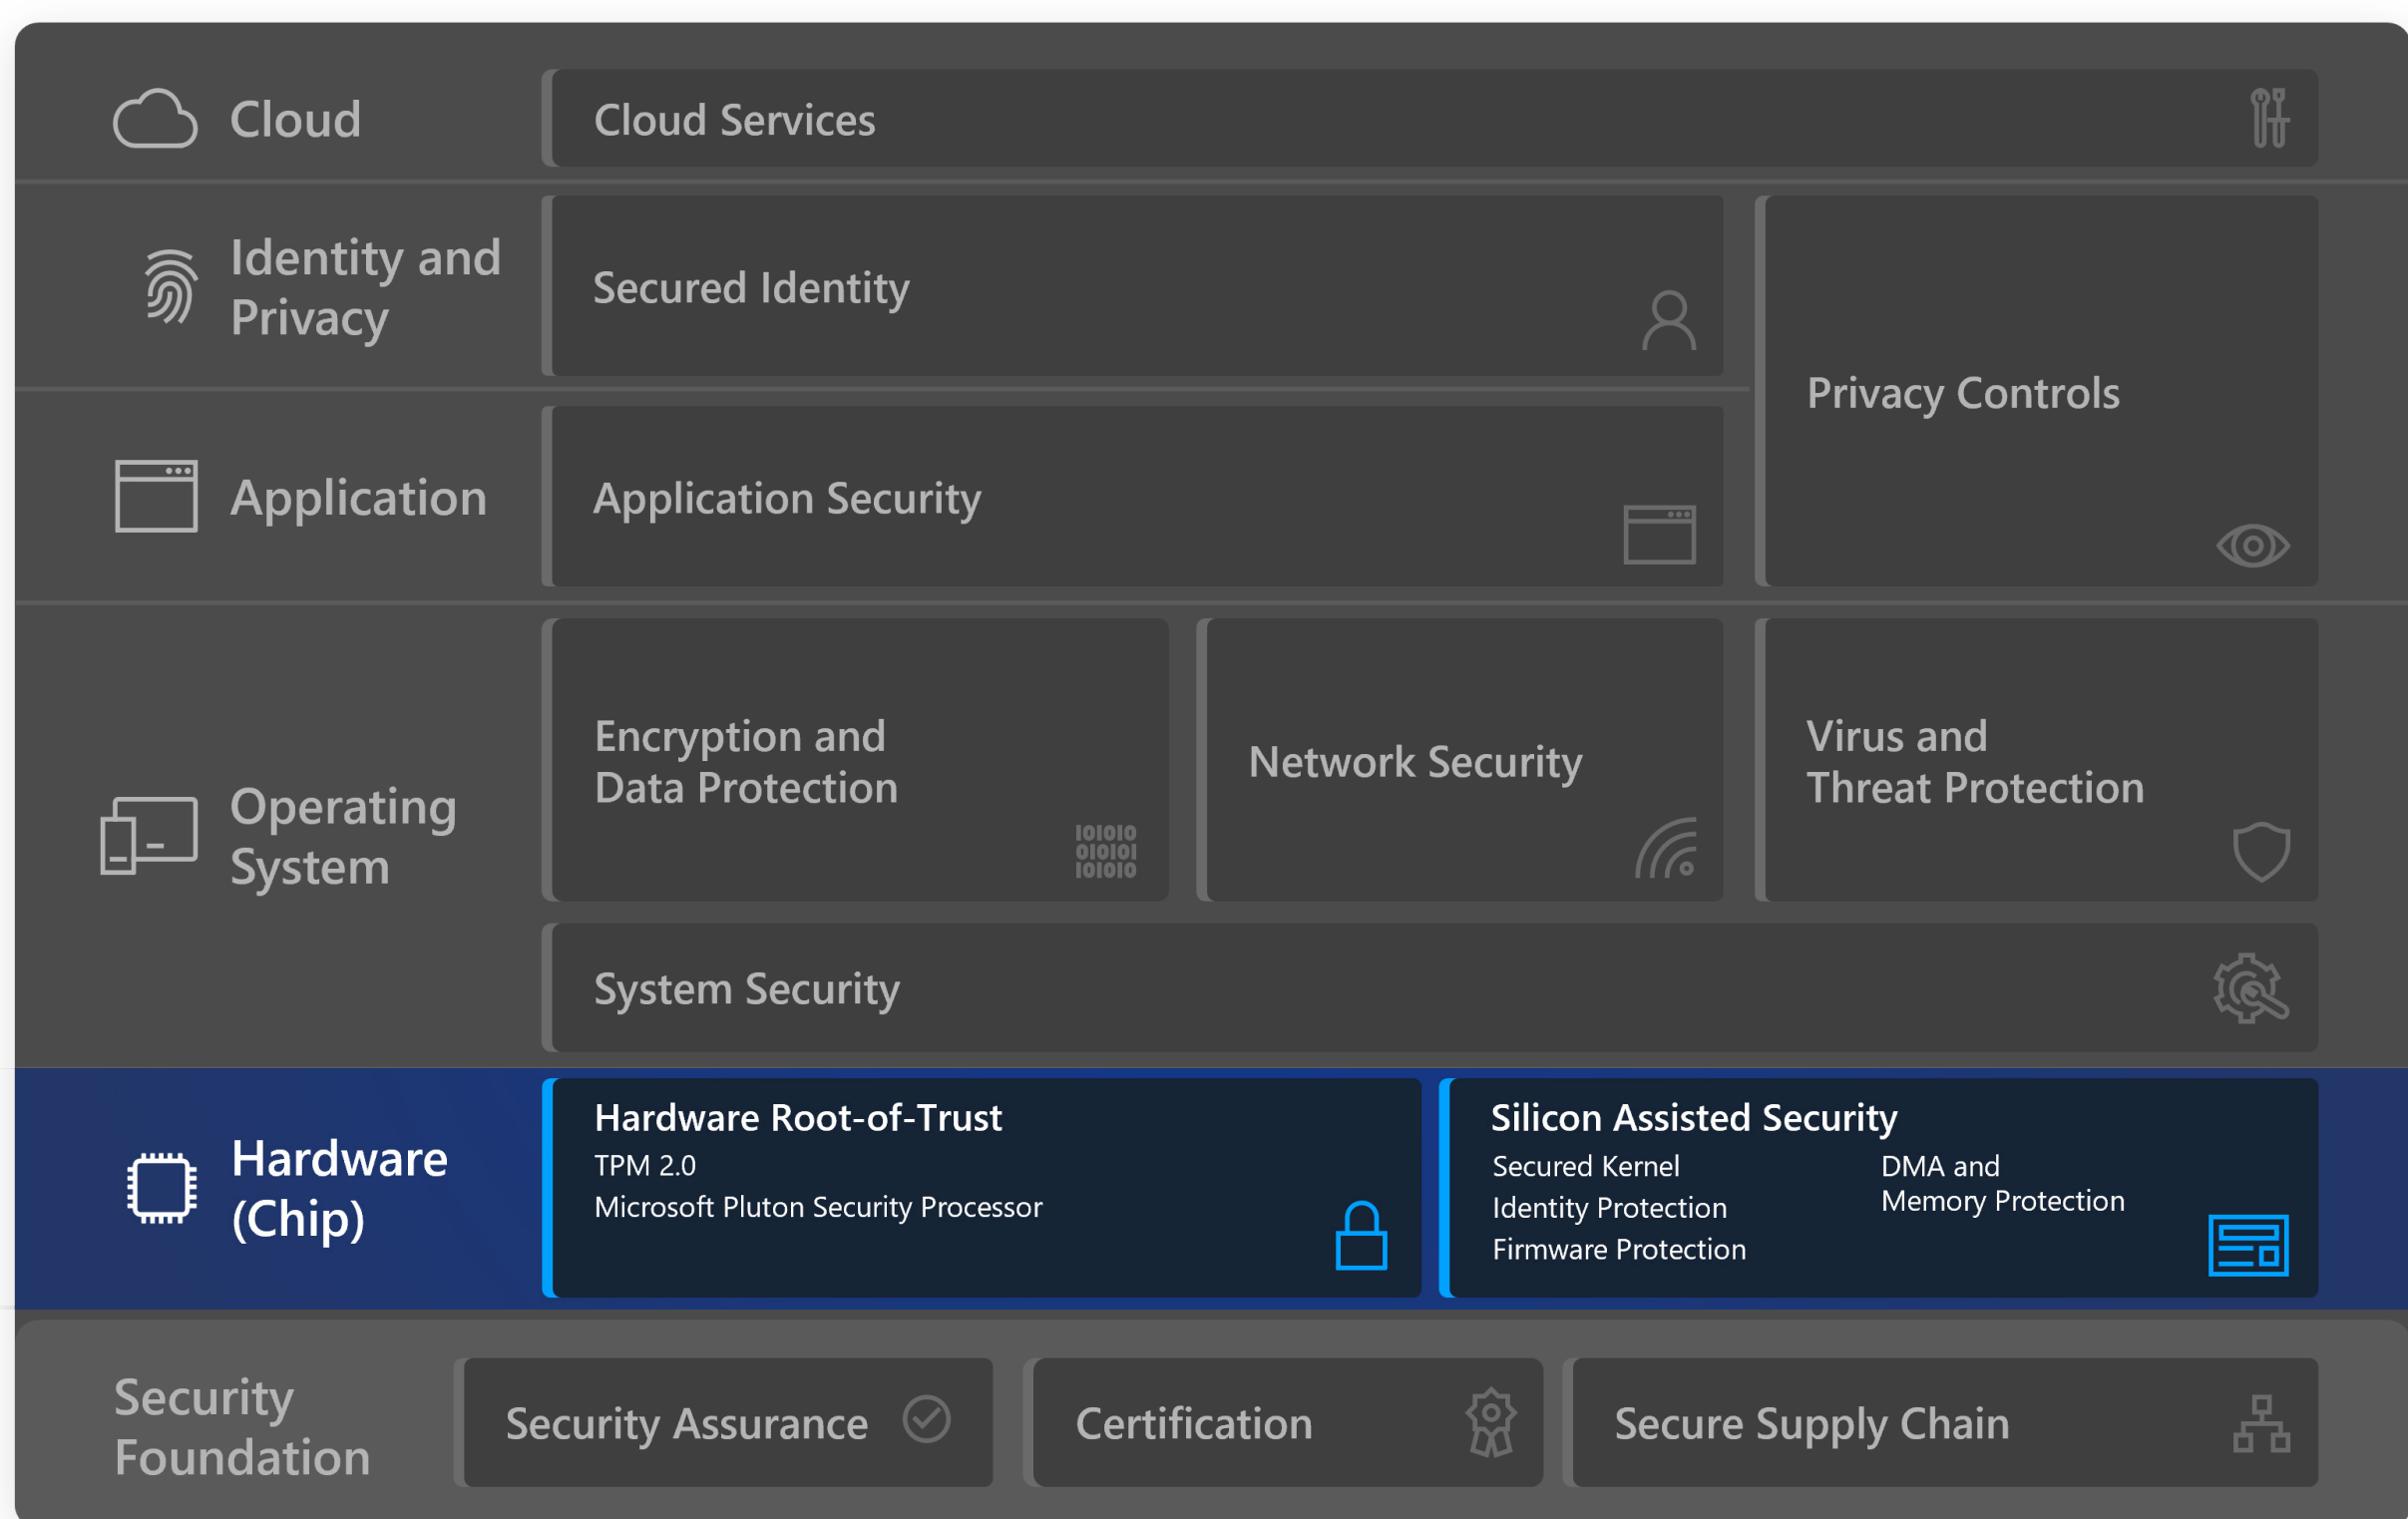 Cloud
Cloud Services
Identity and
Privacy
Secured Identity
Privacy Controls
Application
Application Security
Operating
System
Encryption and
Data Protection
101010
010101
101010
Network Security
Virus and
Threat Protection
System Security
Hardware
(Chip)
Hardware Root-of-Trust
TPM 2.0
Microsoft Pluton Security Processor
Silicon Assisted Security
Secured Kernel
Identity Protection
Firmware Protection
DMA and
Memory Protection
Security
Foundation
Security Assurance
Certification
Secure Supply Chain